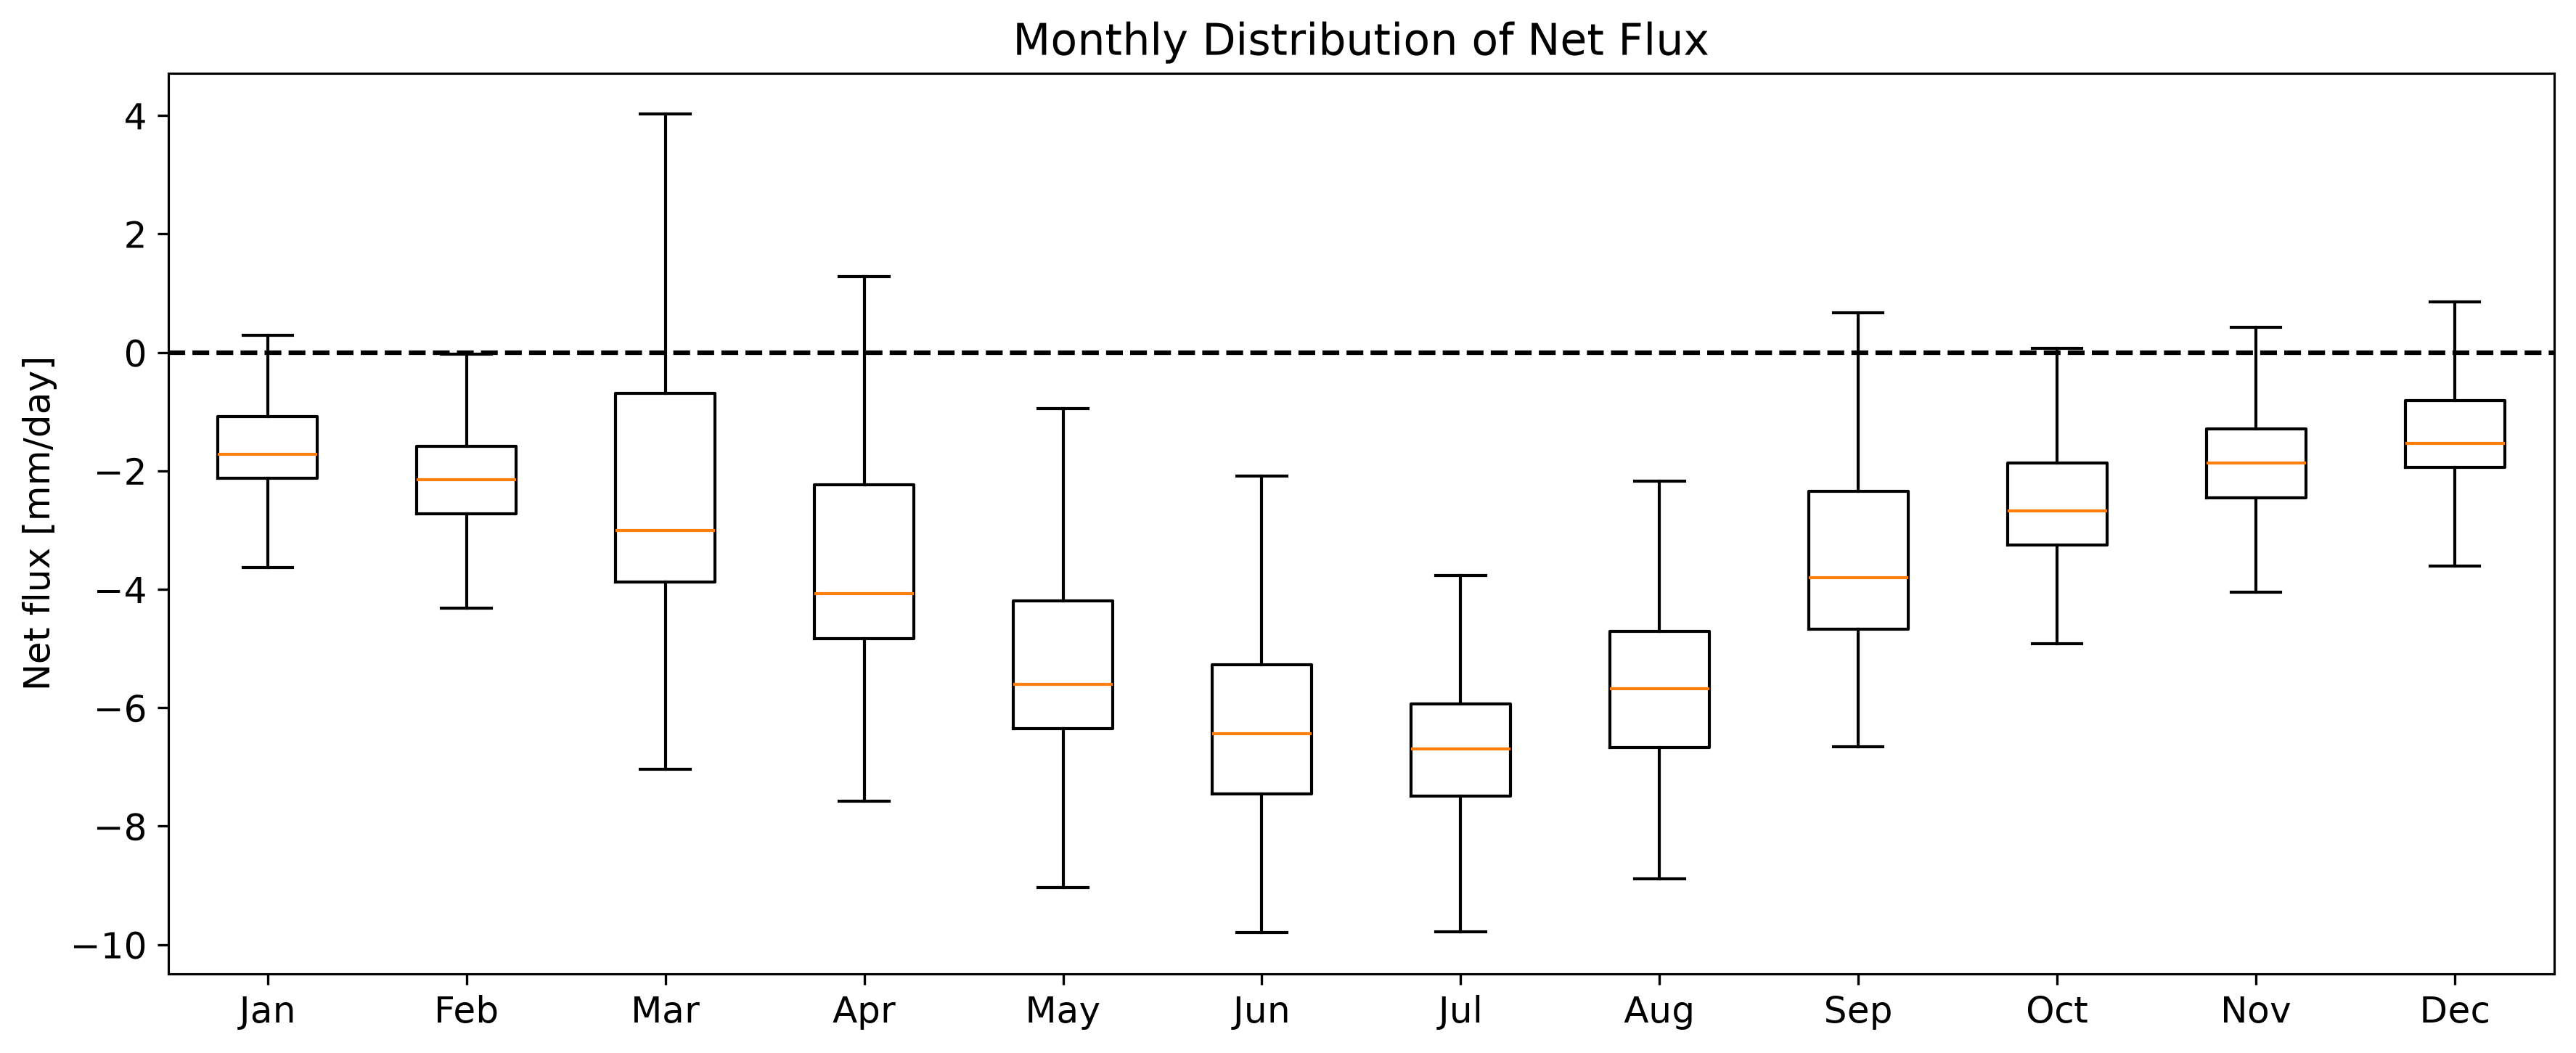 Monthly Distribution of Net Flux
Net flux [mm/day]
4
2
0
−2
−4
−6
−8
−10
Jan Feb Mar Apr May Jun Jul Aug Sep Oct Nov Dec